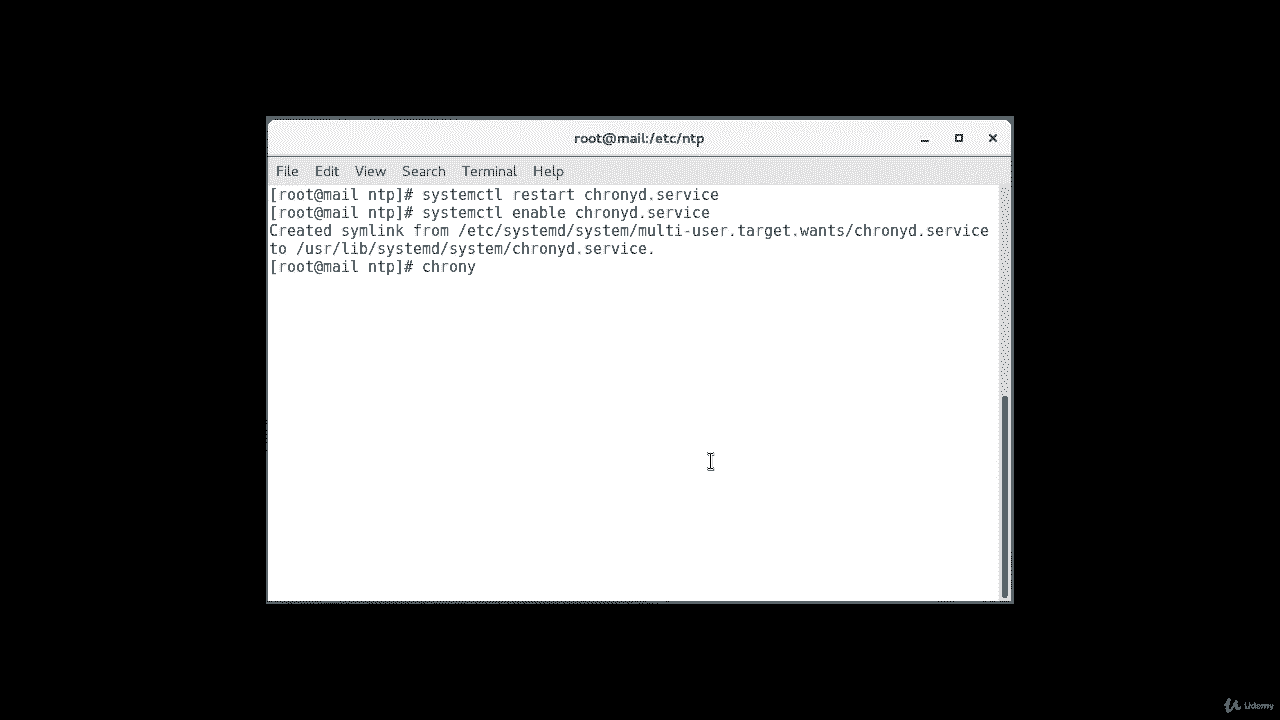 root@mail:/etc/ntp
File Edit View Search Terminal Help
[root@mail ntp]# systemctl restart chronyd.service
[root@mail ntp]# systemctl enable chronyd.service
Created symlink from /etc/systemd/system/multi-user.target.wants/chronyd.service
to /usr/lib/systemd/system/chronyd.service.
[root@mail ntp]# chrony
Udemy